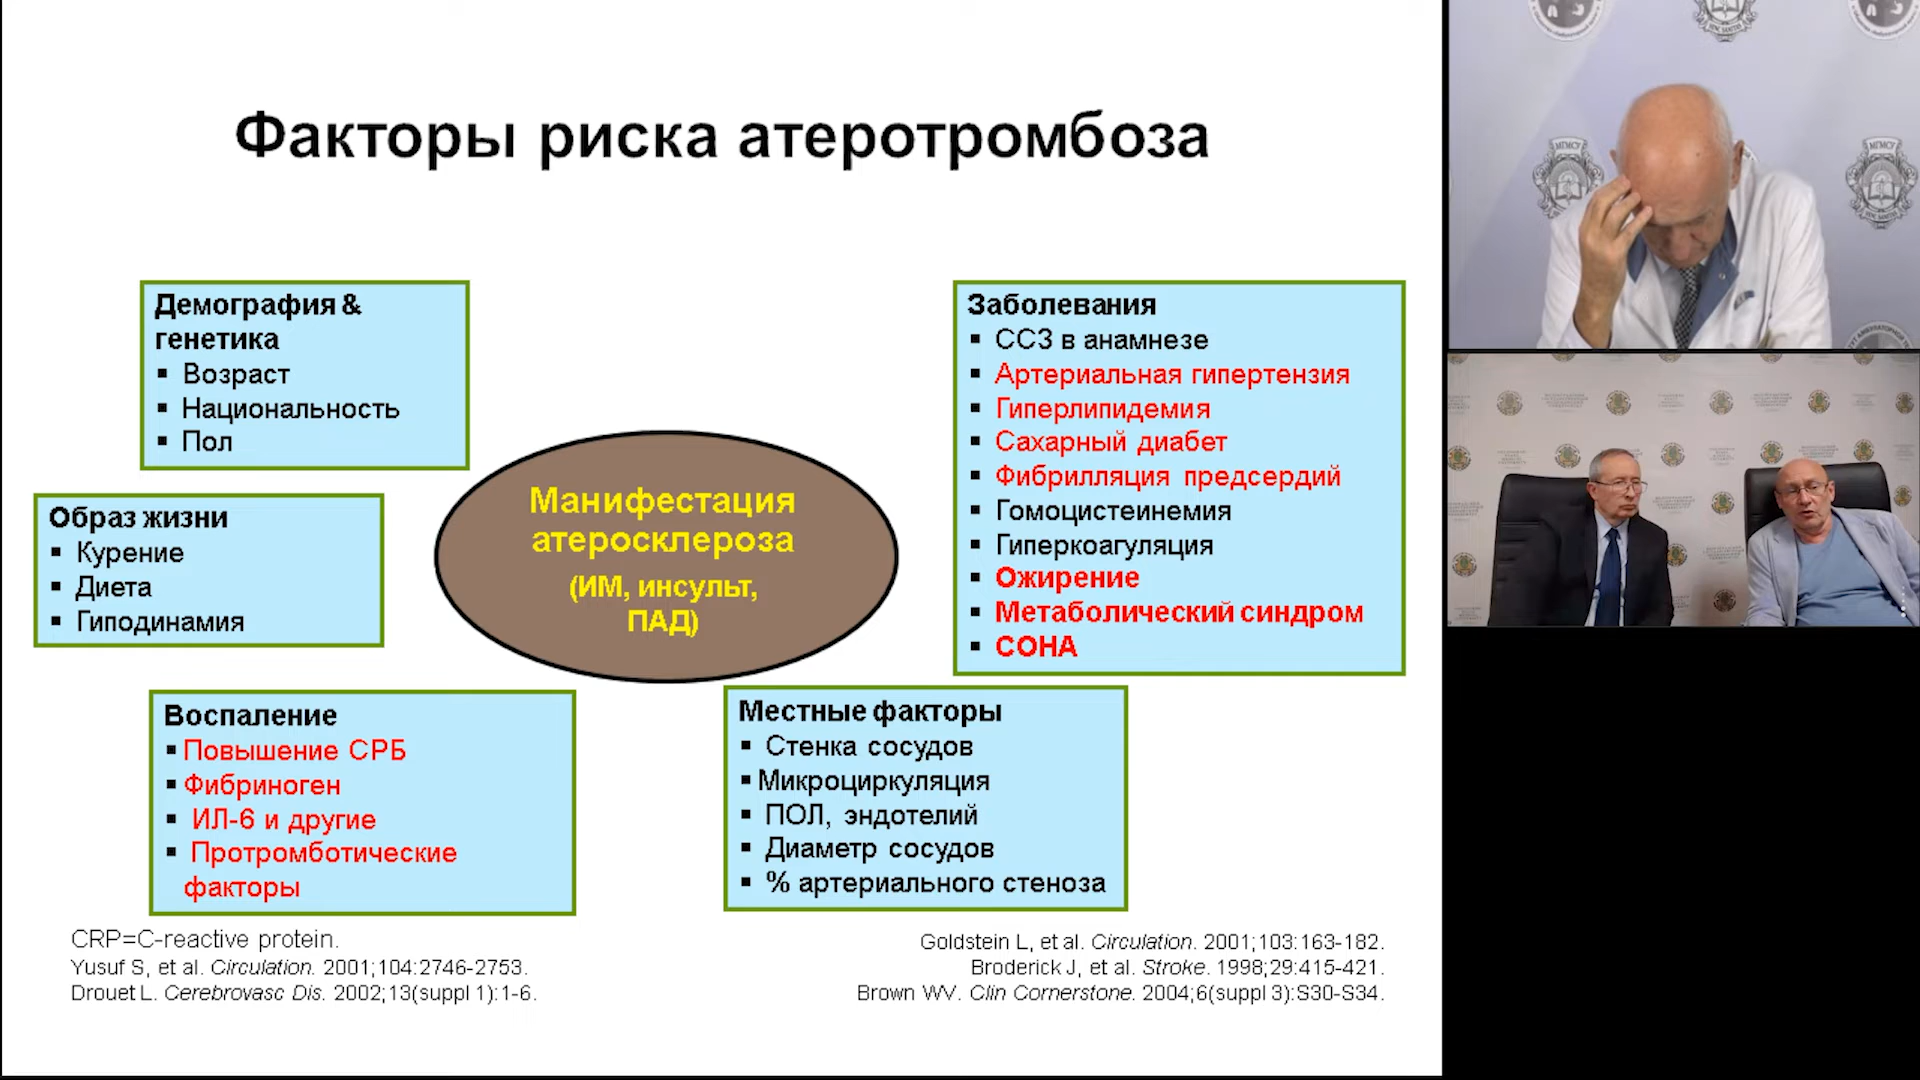 Факторы риска атеротромбоза
Демография &
генетика
▪ Возраст
▪ Национальность
▪ Пол
Образ жизни
▪ Курение
▪ Диета
▪ Гиподинамия
Манифестация
атеросклероза
(ИМ, инсульт,
ПАД)
Заболевания
▪ ССЗ в анамнезе
▪ Артериальная гипертензия
▪ Гиперлипидемия
▪ Сахарный диабет
▪ Фибрилляция предсердий
▪ Гомоцистеинемия
▪ Гиперкоагуляция
▪ Ожирение
▪ Метаболический синдром
▪ СОНА
Воспаление
▪ Повышение СРБ
▪ Фибриноген
▪ ИЛ-6 и другие
▪ Протромботические
факторы
Местные факторы
▪ Стенка сосудов
▪ Микроциркуляция
▪ ПОЛ, эндотелий
▪ Диаметр сосудов
▪ % артериального стеноза
CRP=C-reactive protein.
Yusuf S, et al. Circulation. 2001;104:2746-2753.
Drouet L. Cerebrovasc Dis. 2002;13(suppl 1):1-6.
Goldstein L, et al. Circulation. 2001;103:163-182.
Broderick J, et al. Stroke. 1998;29:415-421.
Brown WV. Clin Cornerstone. 2004;6(suppl 3):S30-S34.
МГМСУ
МГМСУ